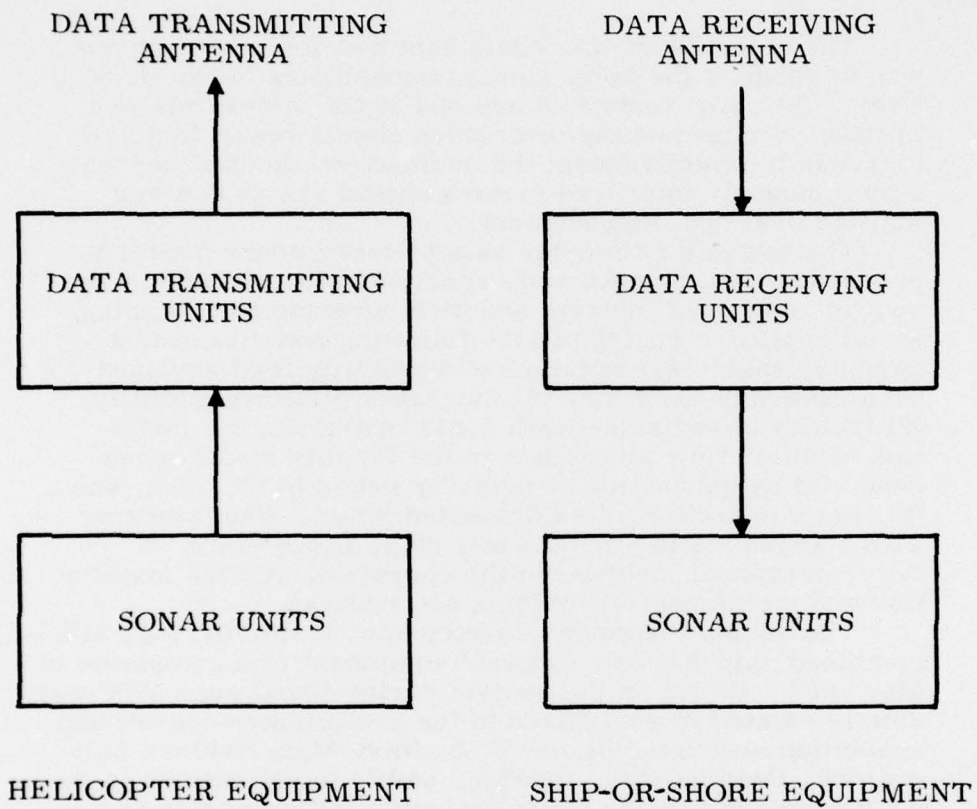 DATA TRANSMITTING
ANTENNA
DATA TRANSMITTING
UNITS
SONAR UNITS
HELICOPTER EQUIPMENT
DATA RECEIVING
ANTENNA
DATA RECEIVING
UNITS
SONAR UNITS
SHIP-OR-SHORE EQUIPMENT